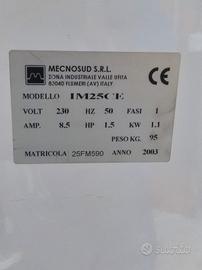 MECNOSUD S.R.L.
ZONA INDUSTRIALE VALLE UFITA
83040 FLUMERI (AV) ITALY
CE
MODELLO IM25CE
VOLT 230 HZ 50 FASI 1
AMP. 8.5 HP 1.5 KW 1.1
PESO KG. 95
MATRICOLA 25FM590 ANNO 2003
subito